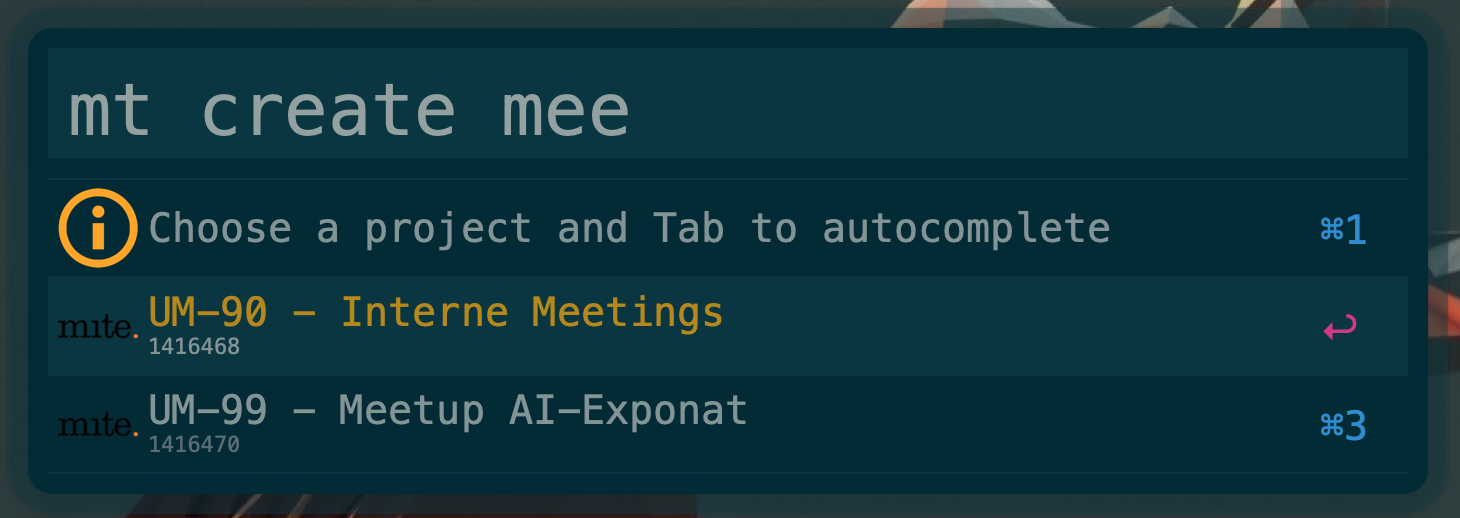 mt create mee
Choose a project and Tab to autocomplete ⌘1
mite. UM-90 - Interne Meetings
1416468
mite. UM-99 - Meetup AI-Exponat ⌘3
1416470